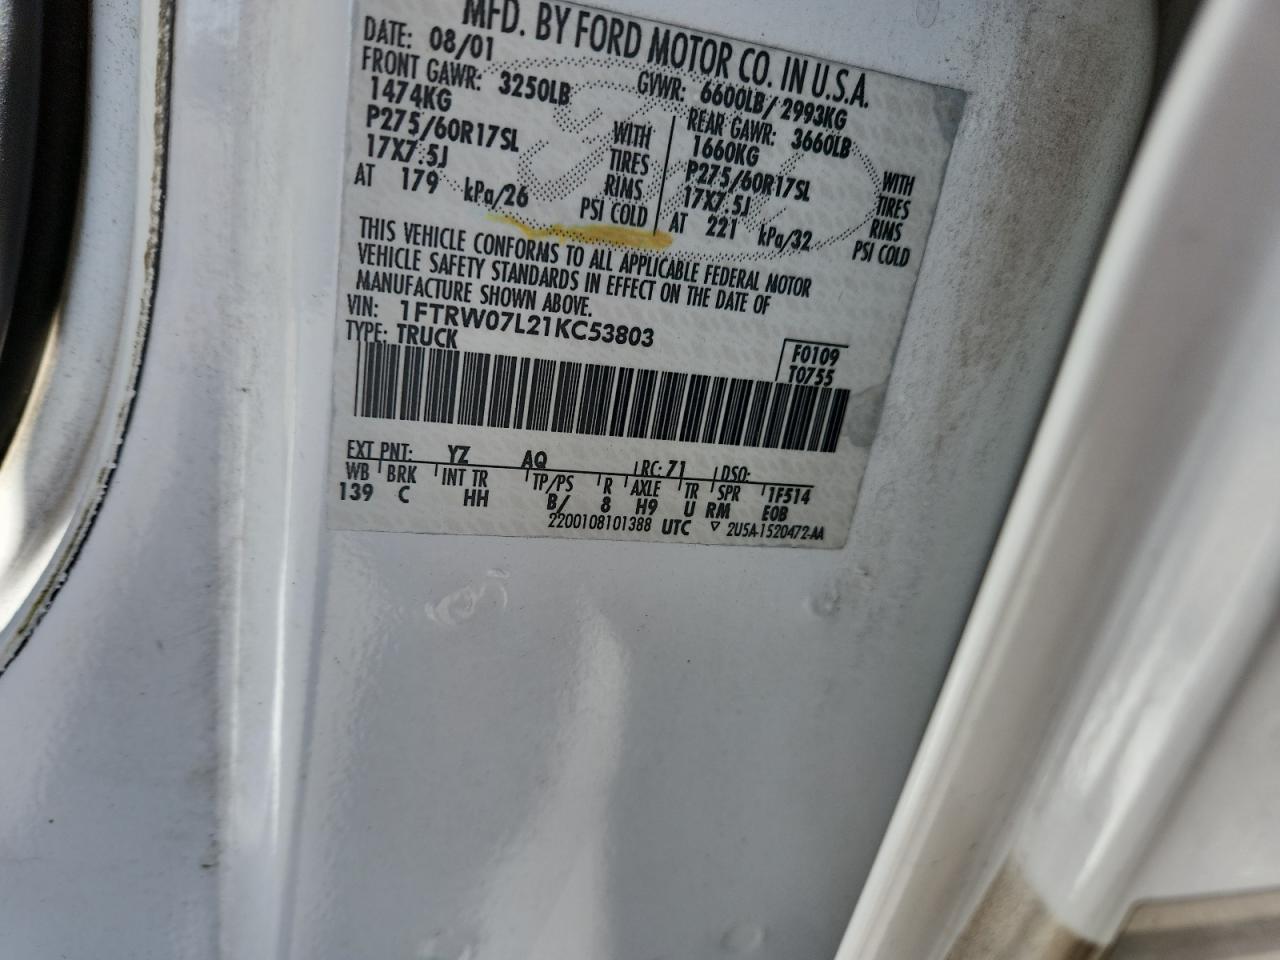 MFD. BY FORD MOTOR CO. IN U.S.A.
DATE: 08/01 GVWR: 6600LB/ 2993KG
FRONT GAWR: 3250LB REAR GAWR: 3660LB
1474KG WITH 1660KG WITH
P275/60R17SL TIRES P275/60R17SL TIRES
17X7.5J RIMS 17X7.5J RIMS
AT 179 kPa/26 PSI COLD AT 221 kPa/32 PSI COLD
THIS VEHICLE CONFORMS TO ALL APPLICABLE FEDERAL MOTOR
VEHICLE SAFETY STANDARDS IN EFFECT ON THE DATE OF
MANUFACTURE SHOWN ABOVE.
VIN: 1FTRW07L21KC53803
TYPE: TRUCK
F0109
T0755
EXT PNT: YZ AQ RC: 71 DSO:
WB BRK INT TR TP/PS R AXLE TR SPR 1F514
139 C HH B/ 8 H9 U RM EOB
2200108101388 UTC ▽ 2U5A-1520472-AA